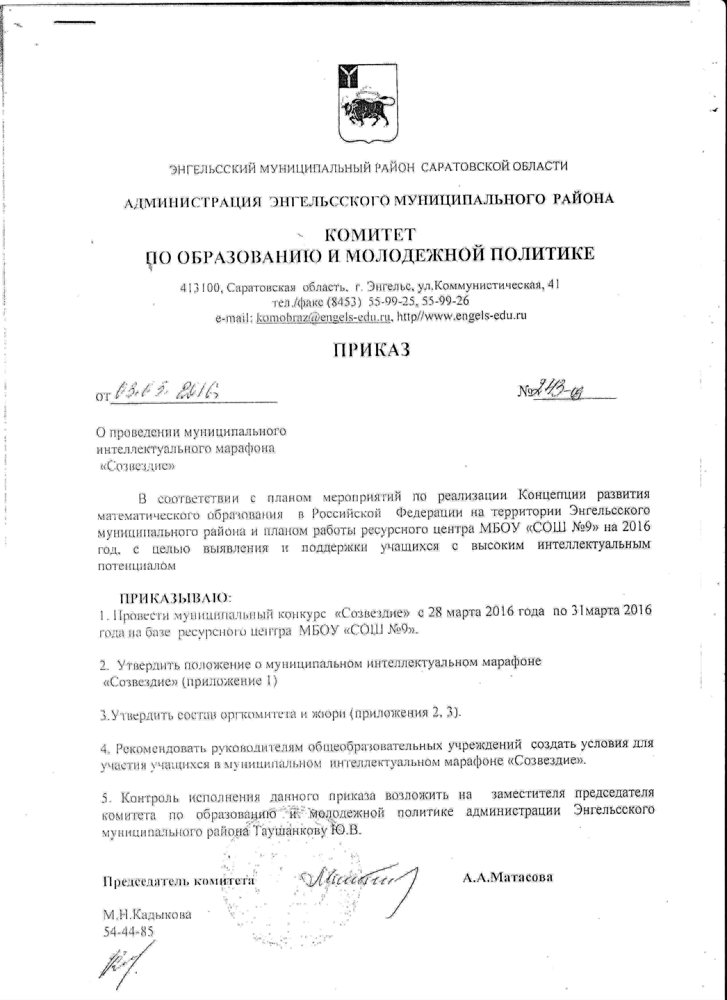 ЭНГЕЛЬССКИЙ МУНИЦИПАЛЬНЫЙ РАЙОН САРАТОВСКОЙ ОБЛАСТИ
АДМИНИСТРАЦИЯ ЭНГЕЛЬССКОГО МУНИЦИПАЛЬНОГО РАЙОНА
КОМИТЕТ
ПО ОБРАЗОВАНИЮ И МОЛОДЕЖНОЙ ПОЛИТИКЕ
413100, Саратовская область, г. Энгельс, ул.Коммунистическая, 41
тел./факс (8453) 55-99-25, 55-99-26
e-mail: komobraz@engels-edu.ru, http//www.engels-edu.ru
ПРИКАЗ
от 03.03.2016 №243-од
О проведении муниципального
интеллектуального марафона
«Созвездие»
В соответствии с планом мероприятий по реализации Концепции развития
математического образования в Российской Федерации на территории Энгельсского
муниципального района и планом работы ресурсного центра МБОУ «СОШ №9» на 2016
год, с целью выявления и поддержки учащихся с высоким интеллектуальным
потенциалом
ПРИКАЗЫВАЮ:
1. Провести муниципальный конкурс «Созвездие» с 28 марта 2016 года по 31марта 2016
года на базе ресурсного центра МБОУ «СОШ №9».
2. Утвердить положение о муниципальном интеллектуальном марафоне
«Созвездие» (приложение 1)
3.Утвердить состав оргкомитета и жюри (приложения 2, 3).
4. Рекомендовать руководителям общеобразовательных учреждений создать условия для
участия учащихся в муниципальном интеллектуальном марафоне «Созвездие».
5. Контроль исполнения данного приказа возложить на заместителя председателя
комитета по образованию и молодежной политике администрации Энгельсского
муниципального района Таушанкову Ю.В.
Председатель комитета А.А.Матасова
М.Н.Кадыкова
54-44-85